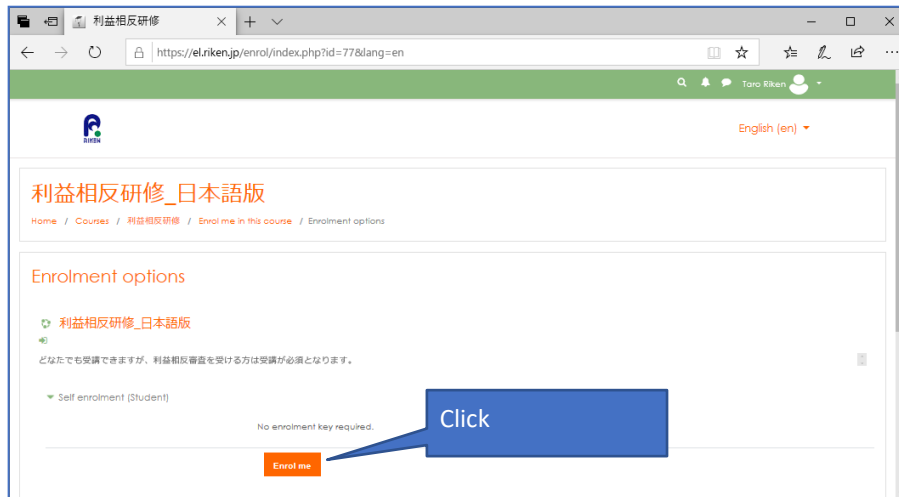 利益相反研修
https://el.riken.jp/enrol/index.php?id=77&lang=en
Taro Riken
RIKEN
English (en)
利益相反研修_日本語版
Home / Courses / 利益相反研修 / Enrol me in this course / Enrolment options
Enrolment options
利益相反研修_日本語版
どなたでも受講できますが、利益相反審査を受ける方は受講が必須となります。
Self enrolment (Student)
No enrolment key required.
Click
Enrol me